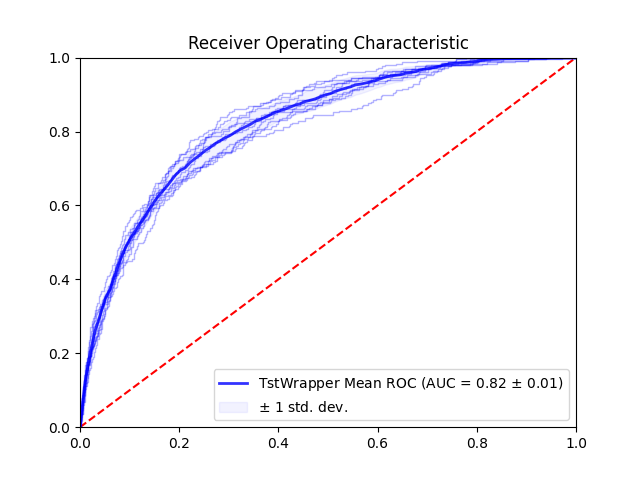 Receiver Operating Characteristic
1.0
0.8
0.6
0.4
0.2
0.0
TstWrapper Mean ROC (AUC = 0.82 ± 0.01)
± 1 std. dev.
0.0 0.2 0.4 0.6 0.8 1.0